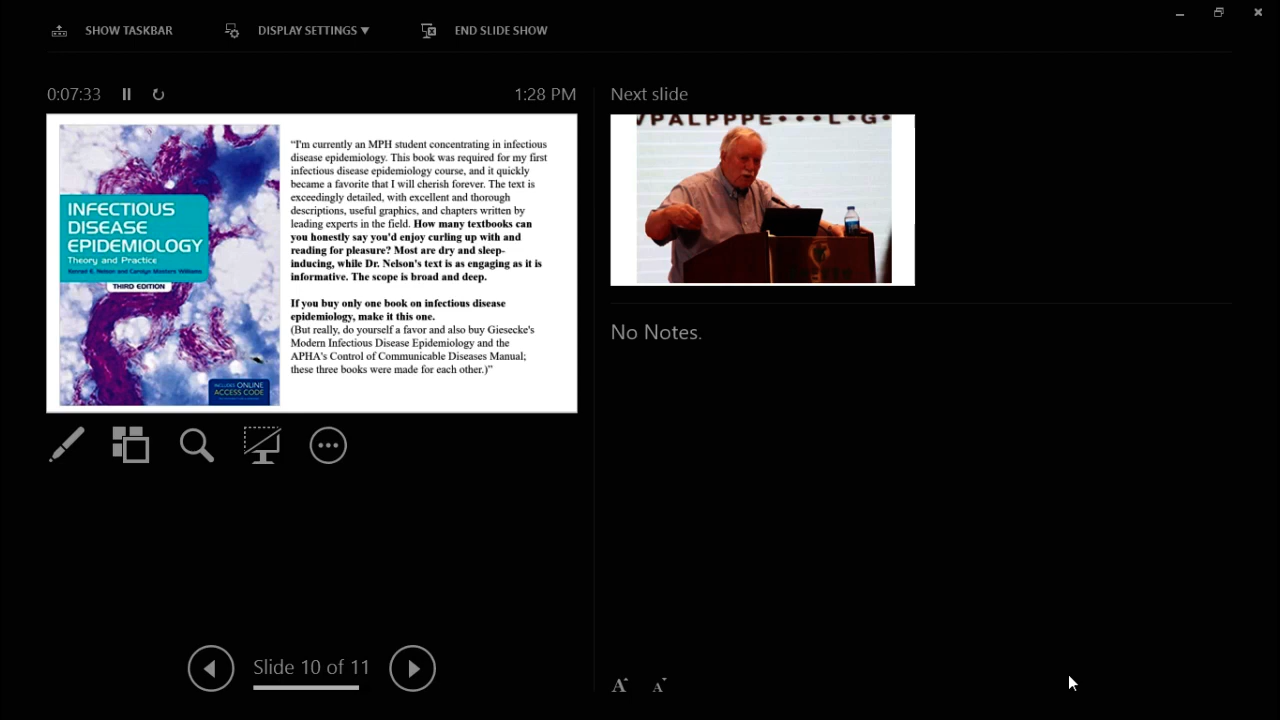 SHOW TASKBAR
DISPLAY SETTINGS ▼
END SLIDE SHOW
0:07:33
1:28 PM
INFECTIOUS
DISEASE
EPIDEMIOLOGY
Theory and Practice
Kenrad E. Nelson and Carolyn Masters Williams
THIRD EDITION
INCLUDES ONLINE
ACCESS CODE
“I'm currently an MPH student concentrating in infectious
disease epidemiology. This book was required for my first
infectious disease epidemiology course, and it quickly
became a favorite that I will cherish forever. The text is
exceedingly detailed, with excellent and thorough
descriptions, useful graphics, and chapters written by
leading experts in the field. How many textbooks can
you honestly say you'd enjoy curling up with and
reading for pleasure? Most are dry and sleep-
inducing, while Dr. Nelson's text is as engaging as it is
informative. The scope is broad and deep.
If you buy only one book on infectious disease
epidemiology, make it this one.
(But really, do yourself a favor and also buy Giesecke's
Modern Infectious Disease Epidemiology and the
APHA's Control of Communicable Diseases Manual;
these three books were made for each other.)”
Slide 10 of 11
Next slide
No Notes.
A A